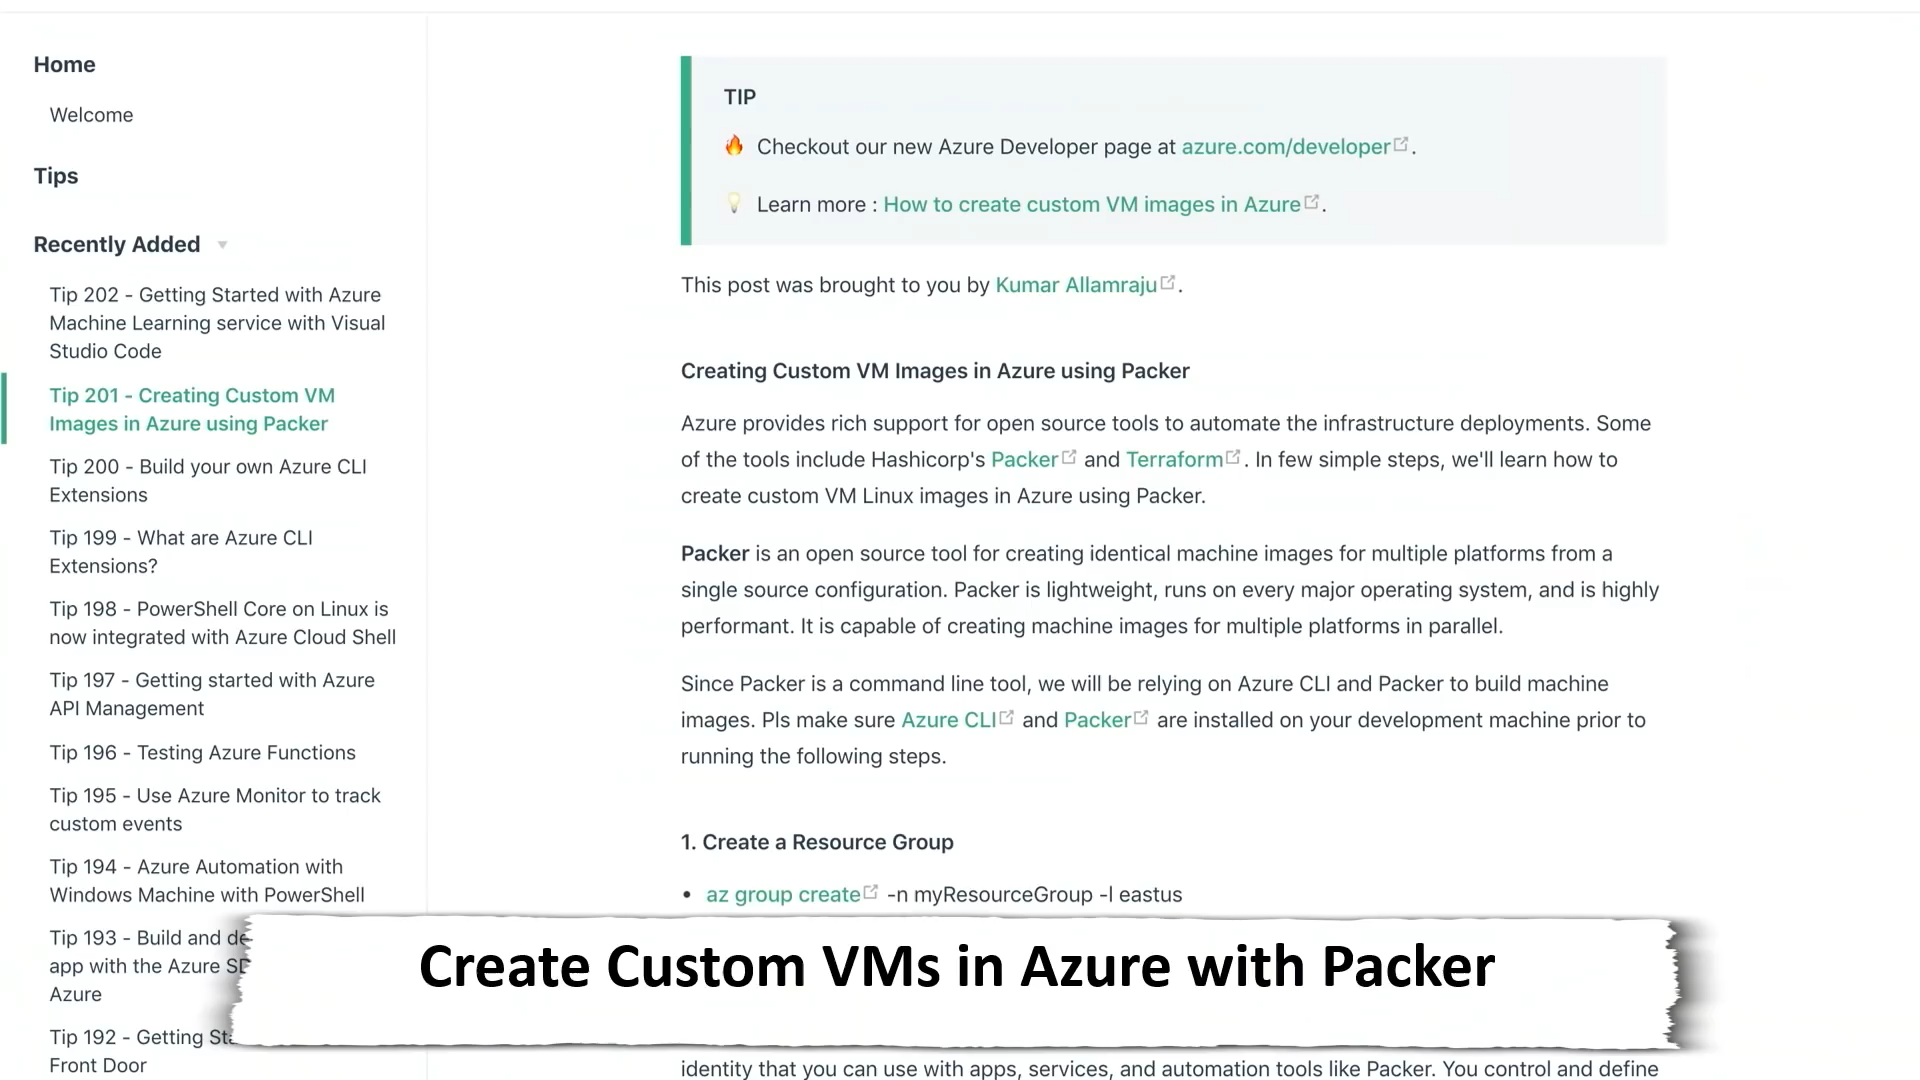 Home
Welcome
Tips
Recently Added
Tip 202 - Getting Started with Azure
Machine Learning service with Visual
Studio Code
Tip 201 - Creating Custom VM
Images in Azure using Packer
Tip 200 - Build your own Azure CLI
Extensions
Tip 199 - What are Azure CLI
Extensions?
Tip 198 - PowerShell Core on Linux is
now integrated with Azure Cloud Shell
Tip 197 - Getting started with Azure
API Management
Tip 196 - Testing Azure Functions
Tip 195 - Use Azure Monitor to track
custom events
Tip 194 - Azure Automation with
Windows Machine with PowerShell
Tip 193 - Build and
app with the Azure
Azure
Tip 192 - Getting
Front Door
TIP
🔥 Checkout our new Azure Developer page at azure.com/developer.
💡 Learn more : How to create custom VM images in Azure.
This post was brought to you by Kumar Allamraju.
Creating Custom VM Images in Azure using Packer
Azure provides rich support for open source tools to automate the infrastructure deployments. Some
of the tools include Hashicorp's Packer and Terraform. In few simple steps, we'll learn how to
create custom VM Linux images in Azure using Packer.
Packer is an open source tool for creating identical machine images for multiple platforms from a
single source configuration. Packer is lightweight, runs on every major operating system, and is highly
performant. It is capable of creating machine images for multiple platforms in parallel.
Since Packer is a command line tool, we will be relying on Azure CLI and Packer to build machine
images. Pls make sure Azure CLI and Packer are installed on your development machine prior to
running the following steps.
1. Create a Resource Group
• az group create -n myResourceGroup -l eastus
Create Custom VMs in Azure with Packer
identity that you can use with apps, services, and automation tools like Packer. You control and define